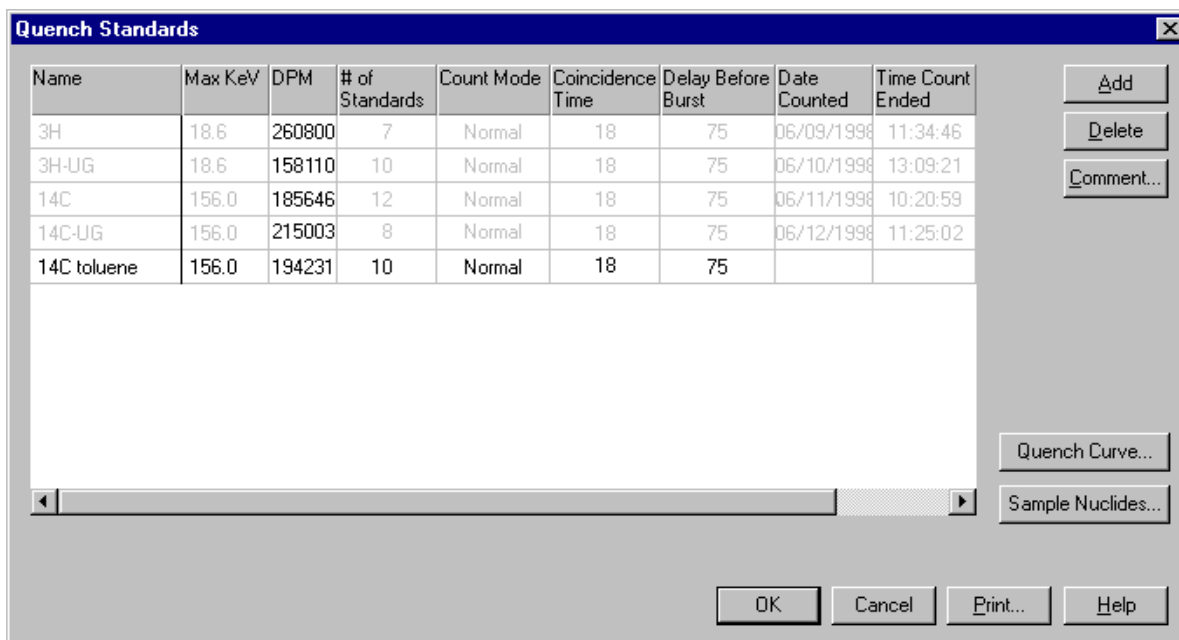 Quench Standards
Name Max KeV DPM # of Standards Count Mode Coincidence Time Delay Before Burst Date Counted Time Count Ended
3H 18.6 260800 7 Normal 18 75 06/09/1998 11:34:46
3H-UG 18.6 158110 10 Normal 18 75 06/10/1998 13:09:21
14C 156.0 185646 12 Normal 18 75 06/11/1998 10:20:59
14C-UG 156.0 215003 8 Normal 18 75 06/12/1998 11:25:02
14C toluene 156.0 194231 10 Normal 18 75
Add
Delete
Comment...
Quench Curve...
Sample Nuclides...
OK Cancel Print... Help